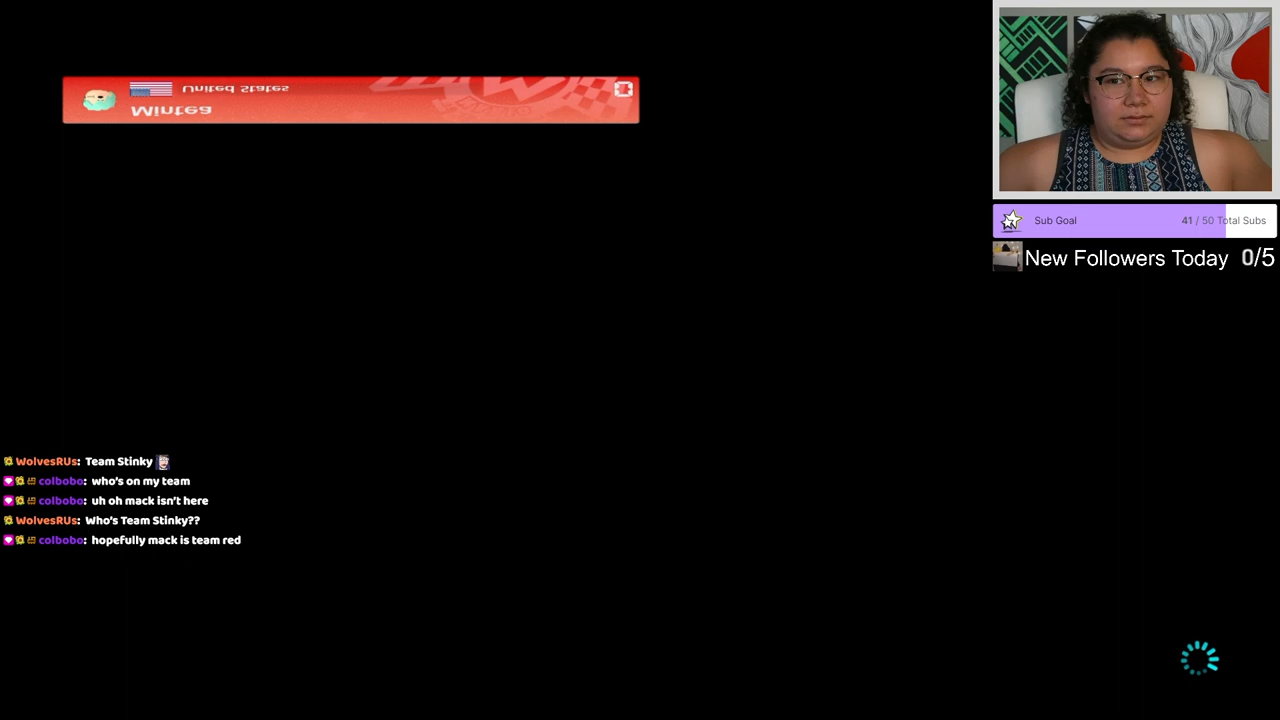 United States
Mintea
Sub Goal 41 / 50 Total Subs
New Followers Today 0/5
WolvesRUs: Team Stinky
colbobo: who's on my team
colbobo: uh oh mack isn't here
WolvesRUs: Who's Team Stinky??
colbobo: hopefully mack is team red